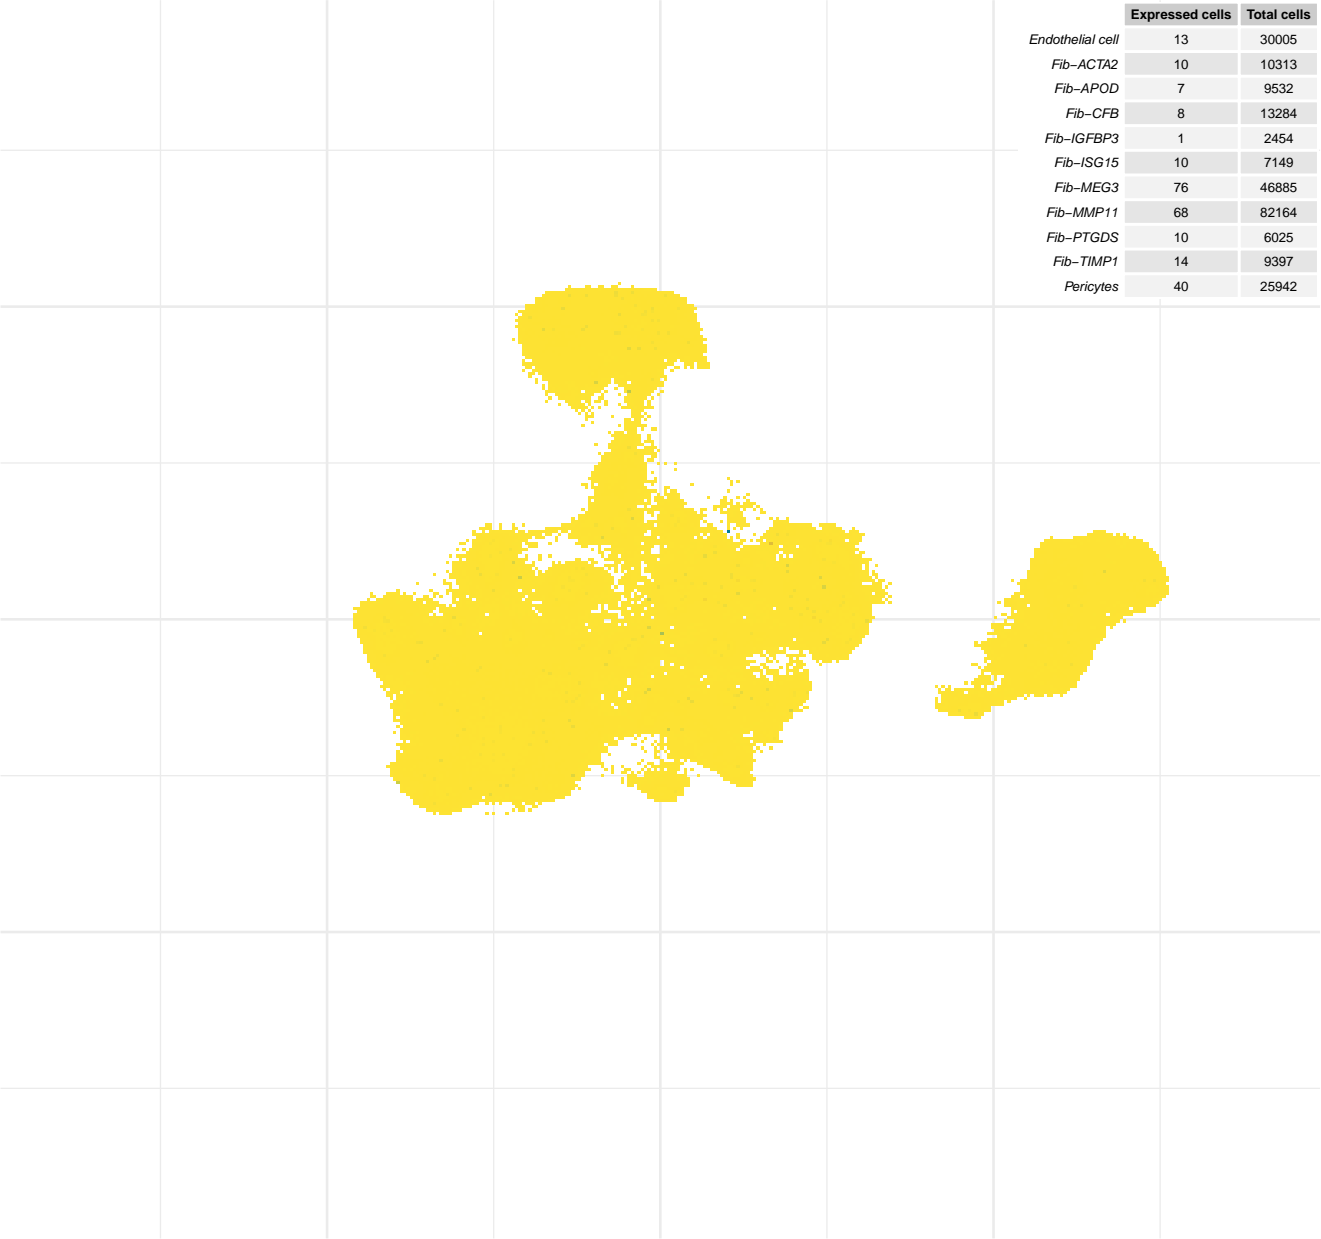 Expressed cells Total cells
Endothelial cell 13 30005
Fib−ACTA2 10 10313
Fib−APOD 7 9532
Fib−CFB 8 13284
Fib−IGFBP3 1 2454
Fib−ISG15 10 7149
Fib−MEG3 76 46885
Fib−MMP11 68 82164
Fib−PTGDS 10 6025
Fib−TIMP1 14 9397
Pericytes 40 25942